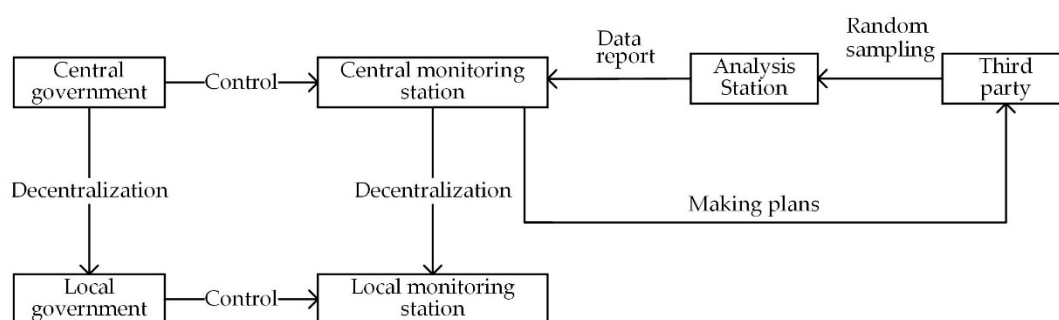 Central
government
Control
Central monitoring
station
Data
report
Analysis
Station
Random
sampling
Third
party
Decentralization
Decentralization
Making plans
Local
government
Control
Local monitoring
station